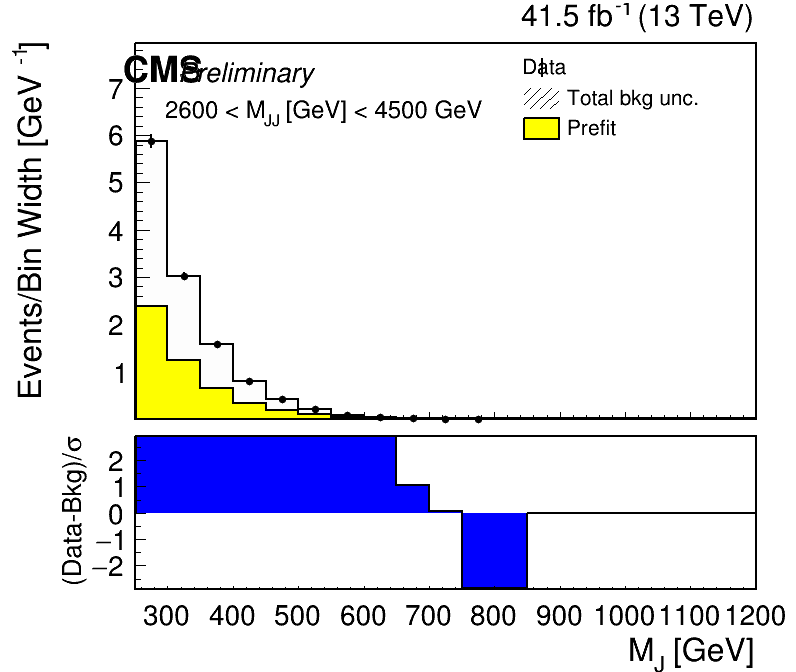 41.5 fb-1 (13 TeV)
CMS Preliminary
2600 < MJJ [GeV] < 4500 GeV
Data
Total bkg unc.
Prefit
Events/Bin Width [GeV -1]
7
6
5
4
3
2
1
(Data-Bkg)/σ
2
1
0
−1
−2
300 400 500 600 700 800 900 1000 1100 1200
MJ [GeV]